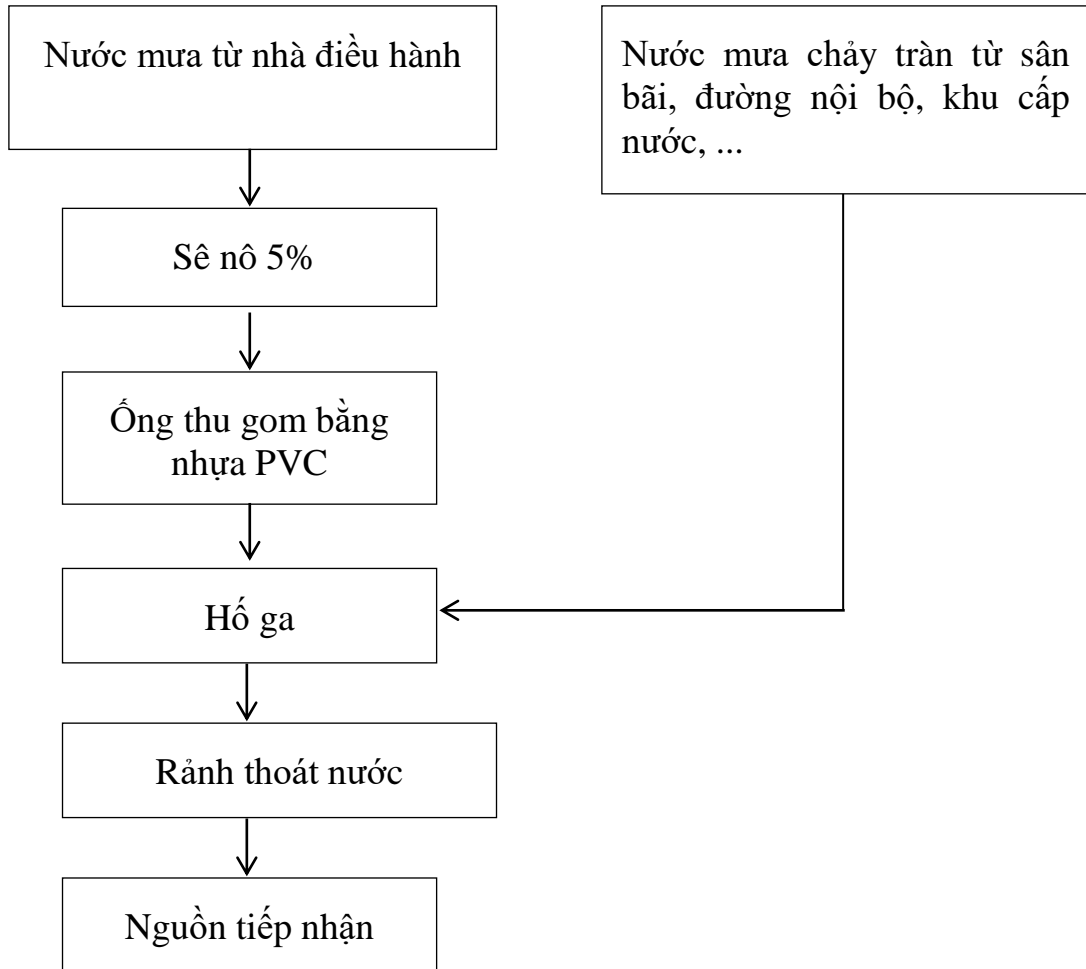 Nước mưa từ nhà điều hành
Nước mưa chảy tràn từ sân
bãi, đường nội bộ, khu cấp
nước, ...
Sê nô 5%
Ống thu gom bằng
nhựa PVC
Hố ga
Rảnh thoát nước
Nguồn tiếp nhận